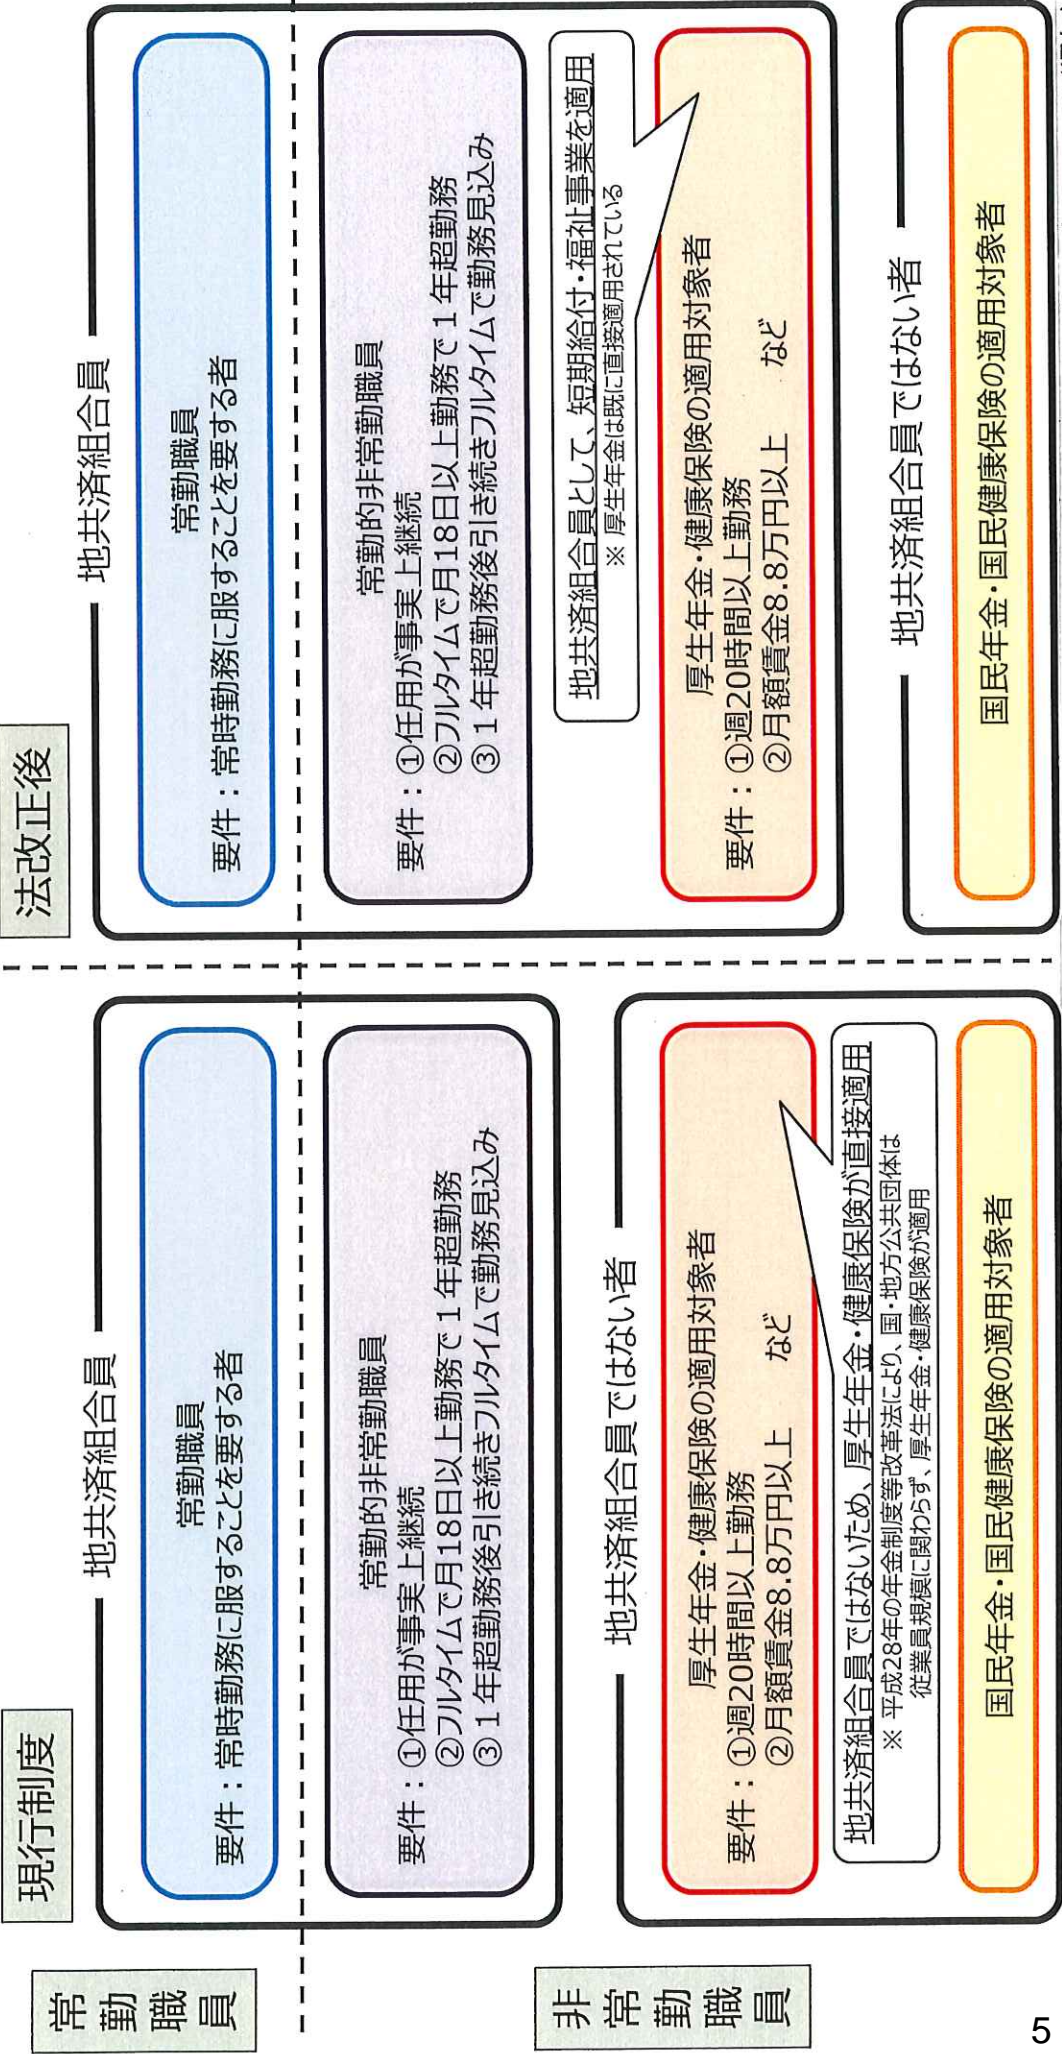 現行制度
法改正後
常勤職員
非常勤職員
地共済組合員
常勤職員
要件：常時勤務に服することを要する者
常勤的非常勤職員
要件：①任用が事実上継続
②フルタイムで月18日以上勤務で１年超勤務
③１年超勤務後引き続きフルタイムで勤務見込み
地共済組合員ではない者
厚生年金・健康保険の適用対象者
要件：①週20時間以上勤務
②月額賃金8.8万円以上　など
地共済組合員ではないため、厚生年金・健康保険が直接適用
※ 平成28年の年金制度等改革法により、国・地方公共団体は
従業員規模に関わらず、厚生年金・健康保険が適用
国民年金・国民健康保険の適用対象者
地共済組合員
常勤職員
要件：常時勤務に服することを要する者
常勤的非常勤職員
要件：①任用が事実上継続
②フルタイムで月18日以上勤務で１年超勤務
③１年超勤務後引き続きフルタイムで勤務見込み
地共済組合員として、短期給付・福祉事業を適用
※ 厚生年金は既に直接適用されている
厚生年金・健康保険の適用対象者
要件：①週20時間以上勤務
②月額賃金8.8万円以上　など
地共済組合員ではない者
国民年金・国民健康保険の適用対象者
5